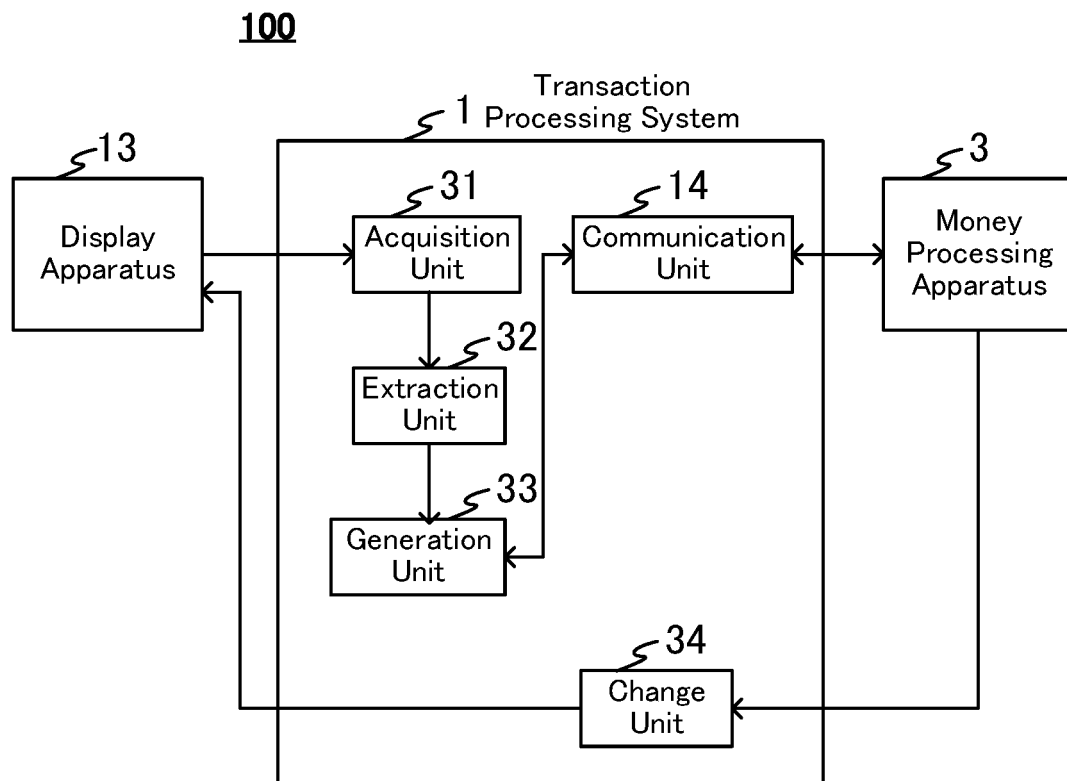 100
Transaction
1 Processing System
13
3
31
14
Display
Apparatus
Acquisition
Unit
Communication
Unit
Money
Processing
Apparatus
32
Extraction
Unit
33
Generation
Unit
34
Change
Unit